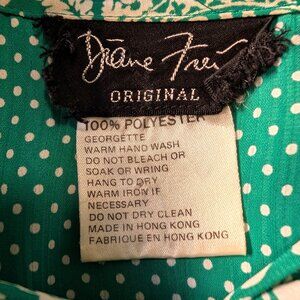 Diane Freis
ORIGINAL
100% POLYESTER
GEORGETTE
WARM HAND WASH
DO NOT BLEACH OR
SOAK OR WRING
HANG TO DRY
WARM IRON IF
NECESSARY
DO NOT DRY CLEAN
MADE IN HONG KONG
FABRIQUE EN HONG KONG